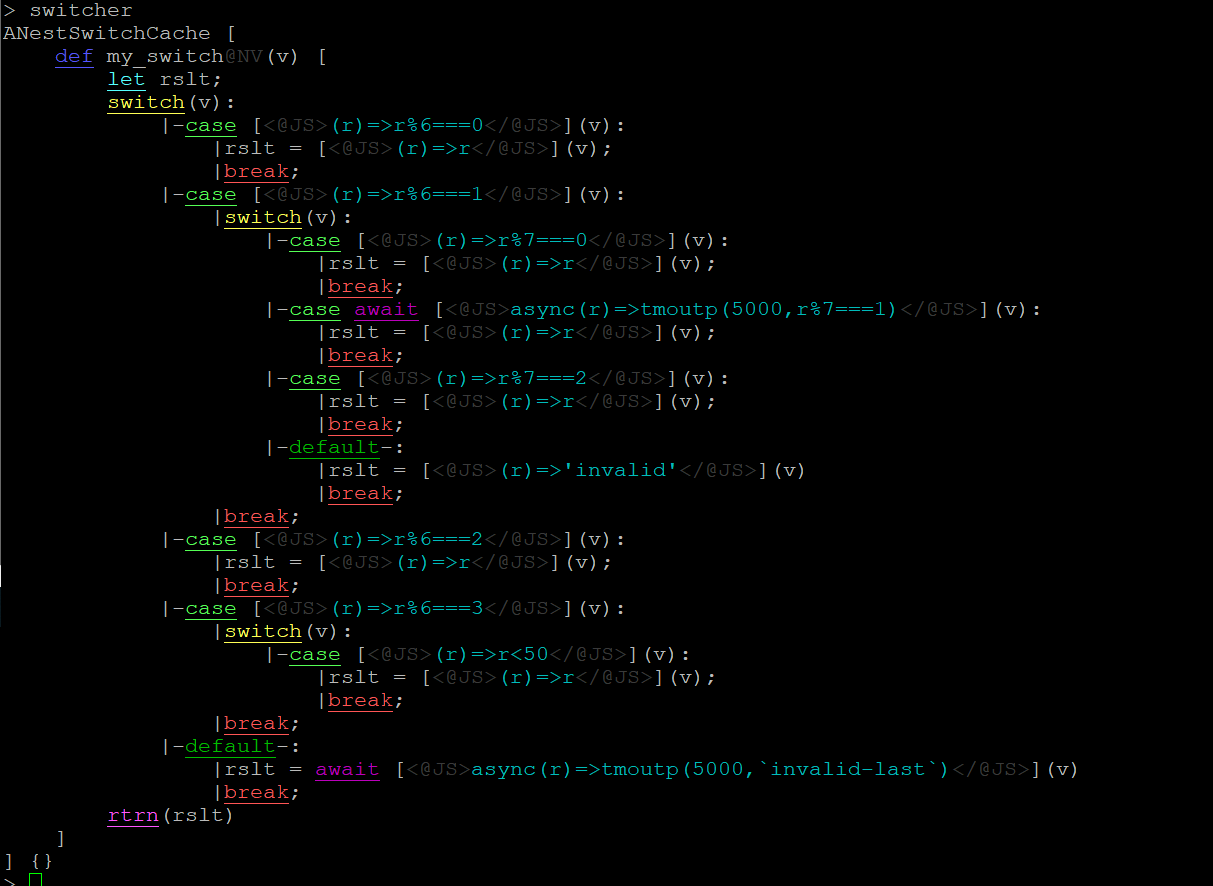 > switcher
ANestSwitchCache [
    def my_switch@NV(v) [
        let rslt;
        switch(v):
            |-case [<@JS>(r)=>r%6===0</@JS>](v):
                |rslt = [<@JS>(r)=>r</@JS>](v);
                |break;
            |-case [<@JS>(r)=>r%6===1</@JS>](v):
                |switch(v):
                    |-case [<@JS>(r)=>r%7===0</@JS>](v):
                        |rslt = [<@JS>(r)=>r</@JS>](v);
                        |break;
                    |-case await [<@JS>async(r)=>tmoutp(5000,r%7===1)</@JS>](v):
                        |rslt = [<@JS>(r)=>r</@JS>](v);
                        |break;
                    |-case [<@JS>(r)=>r%7===2</@JS>](v):
                        |rslt = [<@JS>(r)=>r</@JS>](v);
                        |break;
                    |-default-:
                        |rslt = [<@JS>(r)=>'invalid'</@JS>](v)
                        |break;
                |break;
            |-case [<@JS>(r)=>r%6===2</@JS>](v):
                |rslt = [<@JS>(r)=>r</@JS>](v);
                |break;
            |-case [<@JS>(r)=>r%6===3</@JS>](v):
                |switch(v):
                    |-case [<@JS>(r)=>r<50</@JS>](v):
                        |rslt = [<@JS>(r)=>r</@JS>](v);
                        |break;
                |break;
            |-default-:
                |rslt = await [<@JS>async(r)=>tmoutp(5000,`invalid-last`)</@JS>](v)
                |break;
        rtrn(rslt)
    ]
] {}
>